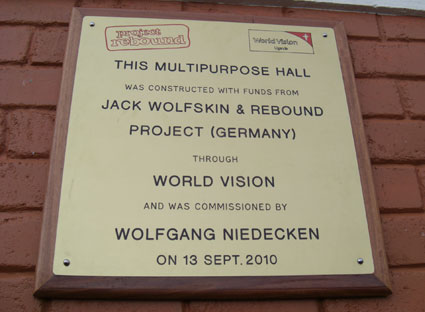 project
rebound
World Vision
Uganda
THIS MULTIPURPOSE HALL
WAS CONSTRUCTED WITH FUNDS FROM
JACK WOLFSKIN & REBOUND
PROJECT (GERMANY)
THROUGH
WORLD VISION
AND WAS COMMISSIONED BY
WOLFGANG NIEDECKEN
ON 13 SEPT. 2010